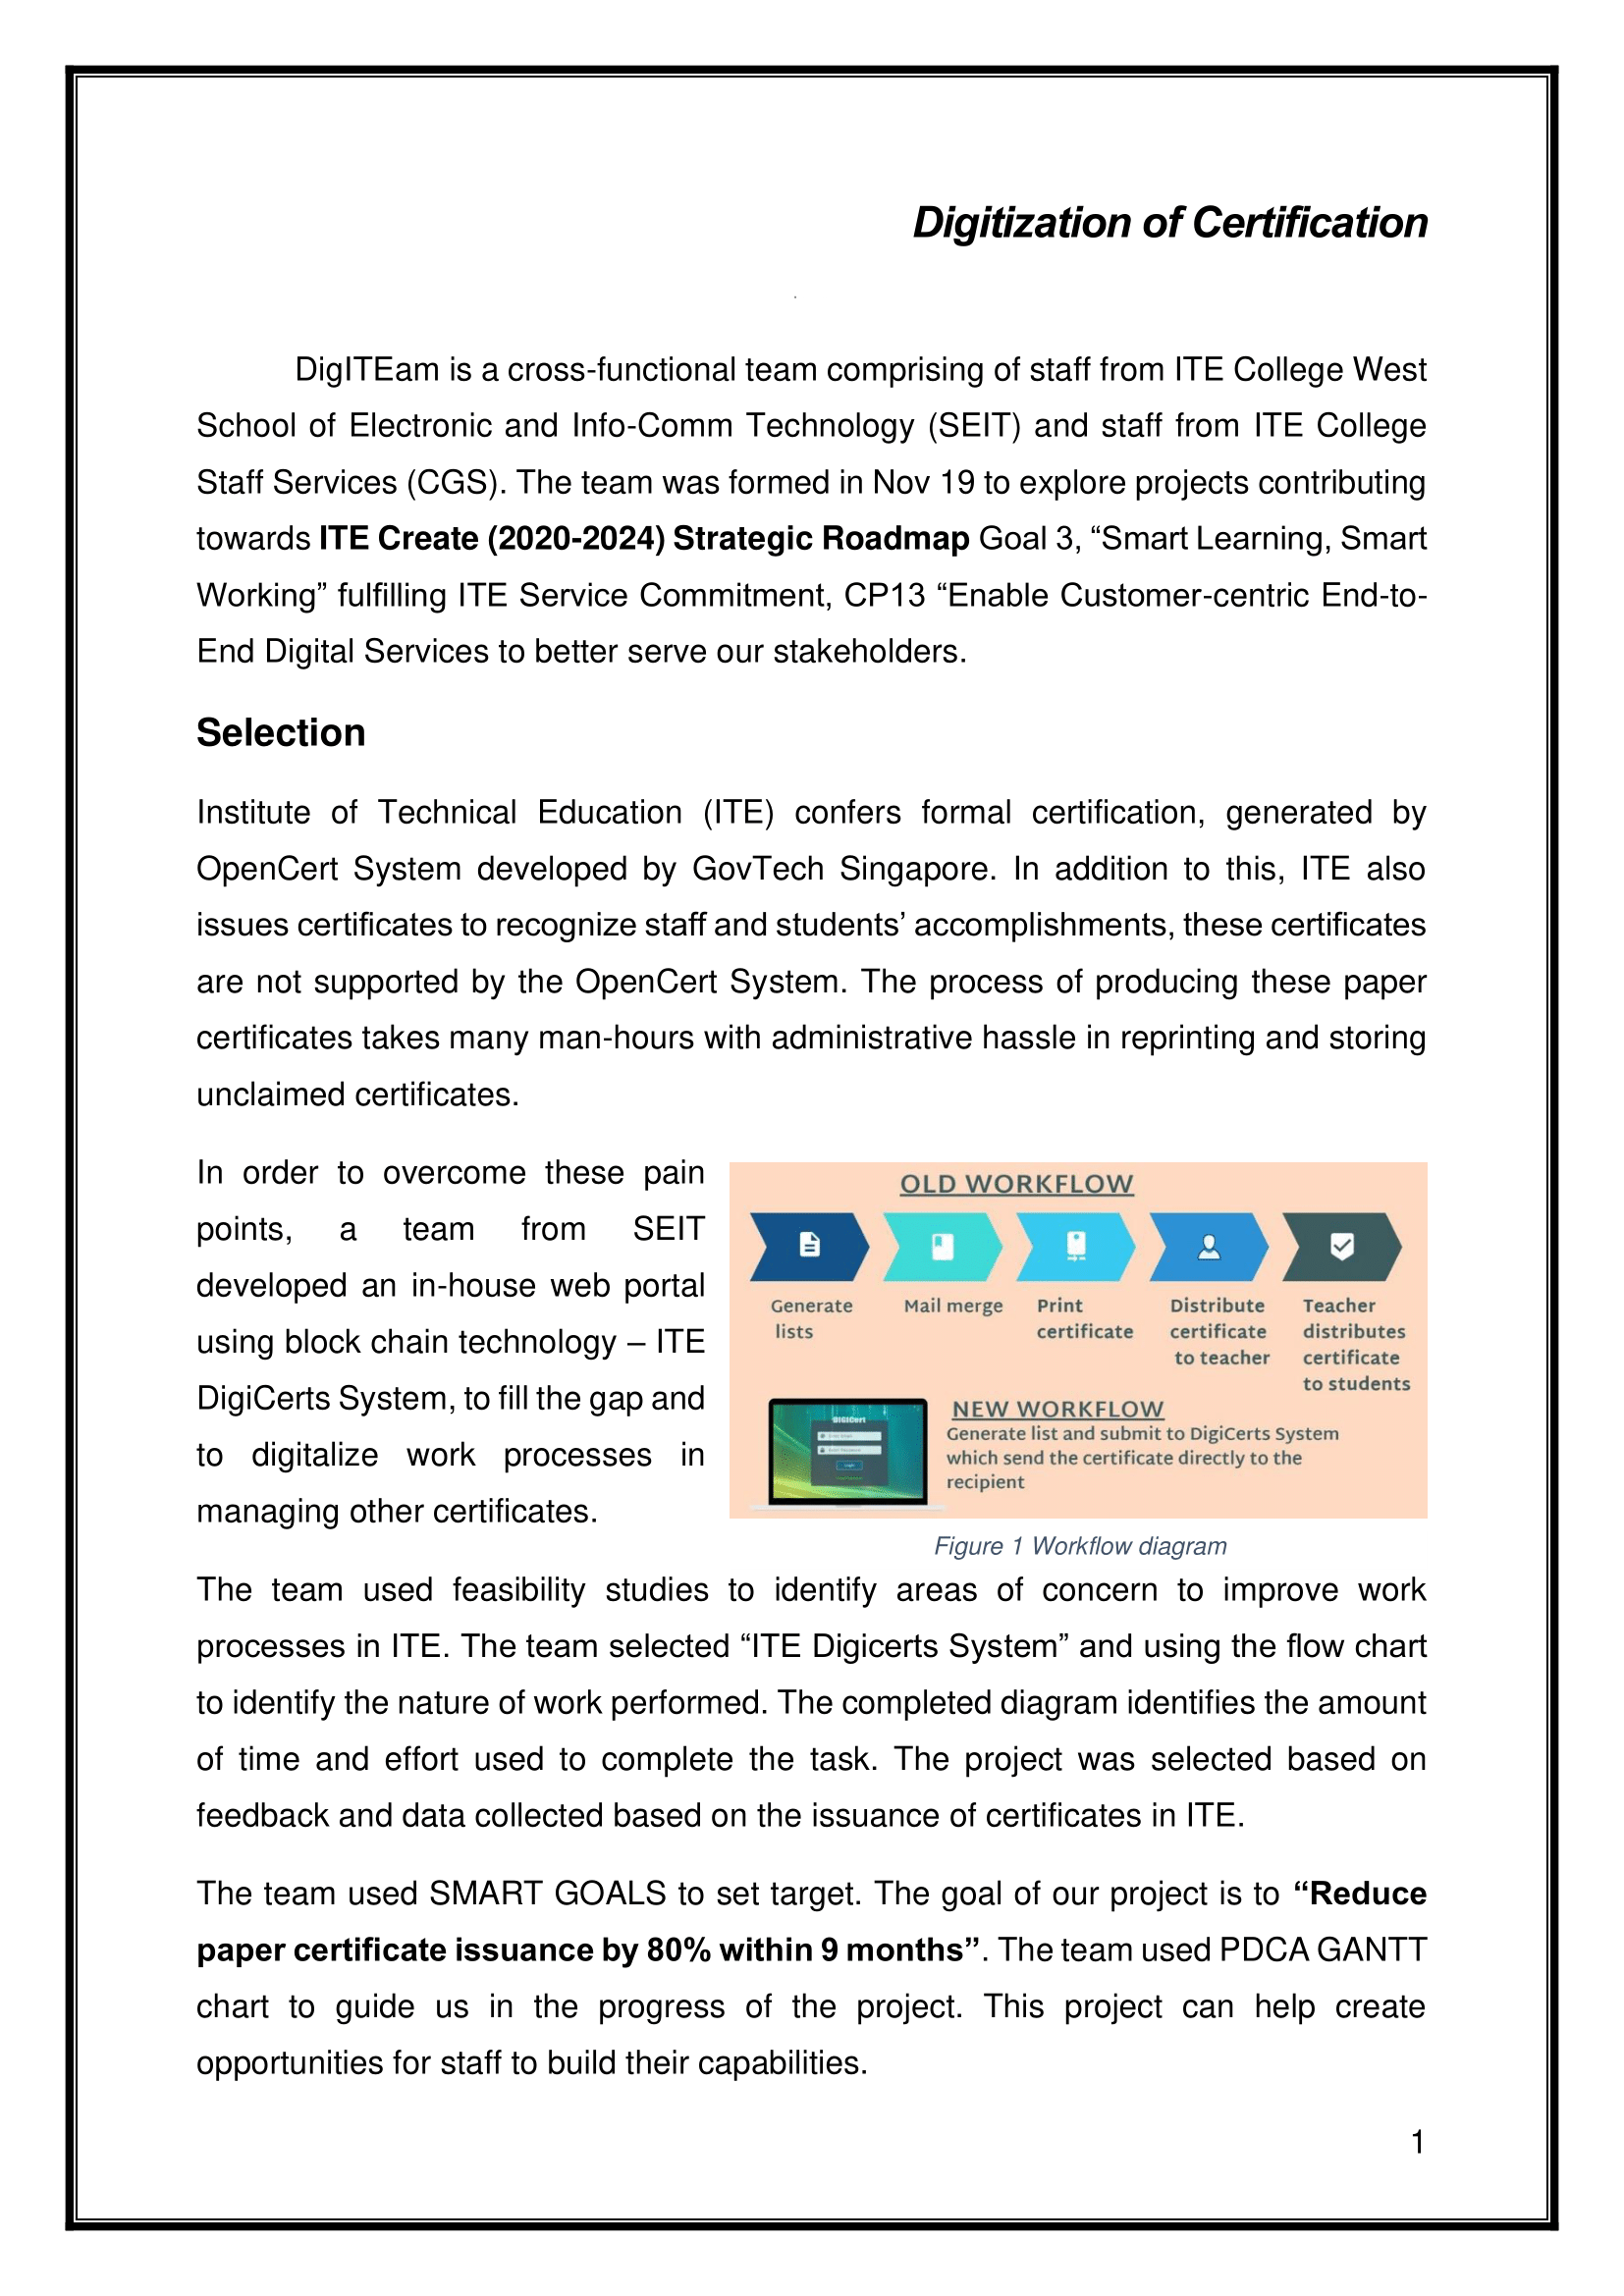 Digitization of Certification
DigITEam is a cross-functional team comprising of staff from ITE College West
School of Electronic and Info-Comm Technology (SEIT) and staff from ITE College
Staff Services (CGS). The team was formed in Nov 19 to explore projects contributing
towards ITE Create (2020-2024) Strategic Roadmap Goal 3, “Smart Learning, Smart
Working” fulfilling ITE Service Commitment, CP13 “Enable Customer-centric End-to-
End Digital Services to better serve our stakeholders.
Selection
Institute of Technical Education (ITE) confers formal certification, generated by
OpenCert System developed by GovTech Singapore. In addition to this, ITE also
issues certificates to recognize staff and students’ accomplishments, these certificates
are not supported by the OpenCert System. The process of producing these paper
certificates takes many man-hours with administrative hassle in reprinting and storing
unclaimed certificates.
In order to overcome these pain
points, a team from SEIT
developed an in-house web portal
using block chain technology – ITE
DigiCerts System, to fill the gap and
to digitalize work processes in
managing other certificates.
OLD WORKFLOW
Generate
lists
Mail merge
Print
certificate
Distribute
certificate
to teacher
Teacher
distributes
certificate
to students
DIGICert
Login
NEW WORKFLOW
Generate list and submit to DigiCerts System
which send the certificate directly to the
recipient
Figure 1 Workflow diagram
The team used feasibility studies to identify areas of concern to improve work
processes in ITE. The team selected “ITE Digicerts System” and using the flow chart
to identify the nature of work performed. The completed diagram identifies the amount
of time and effort used to complete the task. The project was selected based on
feedback and data collected based on the issuance of certificates in ITE.
The team used SMART GOALS to set target. The goal of our project is to “Reduce
paper certificate issuance by 80% within 9 months”. The team used PDCA GANTT
chart to guide us in the progress of the project. This project can help create
opportunities for staff to build their capabilities.
1